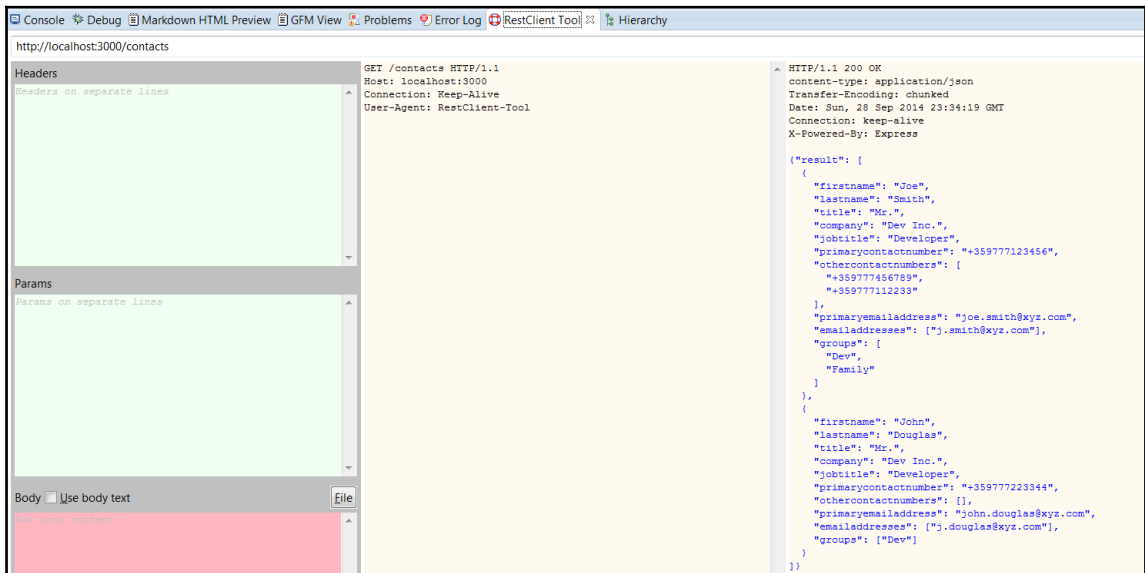 Console Debug Markdown HTML Preview GFM View Problems Error Log RestClient Tool Hierarchy
http://localhost:3000/contacts
Headers
Headers on separate lines
Params
Params on separate lines
Body Use body text File
Raw body content
GET /contacts HTTP/1.1
Host: localhost:3000
Connection: Keep-Alive
User-Agent: RestClient-Tool
HTTP/1.1 200 OK
content-type: application/json
Transfer-Encoding: chunked
Date: Sun, 28 Sep 2014 23:34:19 GMT
Connection: keep-alive
X-Powered-By: Express
{"result": [
  {
    "firstname": "Joe",
    "lastname": "Smith",
    "title": "Mr.",
    "company": "Dev Inc.",
    "jobtitle": "Developer",
    "primarycontactnumber": "+359777123456",
    "othercontactnumbers": [
      "+359777456789",
      "+359777112233"
    ],
    "primaryemailaddress": "joe.smith@xyz.com",
    "emailaddresses": ["j.smith@xyz.com"],
    "groups": [
      "Dev",
      "Family"
    ]
  },
  {
    "firstname": "John",
    "lastname": "Douglas",
    "title": "Mr.",
    "company": "Dev Inc.",
    "jobtitle": "Developer",
    "primarycontactnumber": "+359777223344",
    "othercontactnumbers": [],
    "primaryemailaddress": "john.douglas@xyz.com",
    "emailaddresses": ["j.douglas@xyz.com"],
    "groups": ["Dev"]
  }
]}